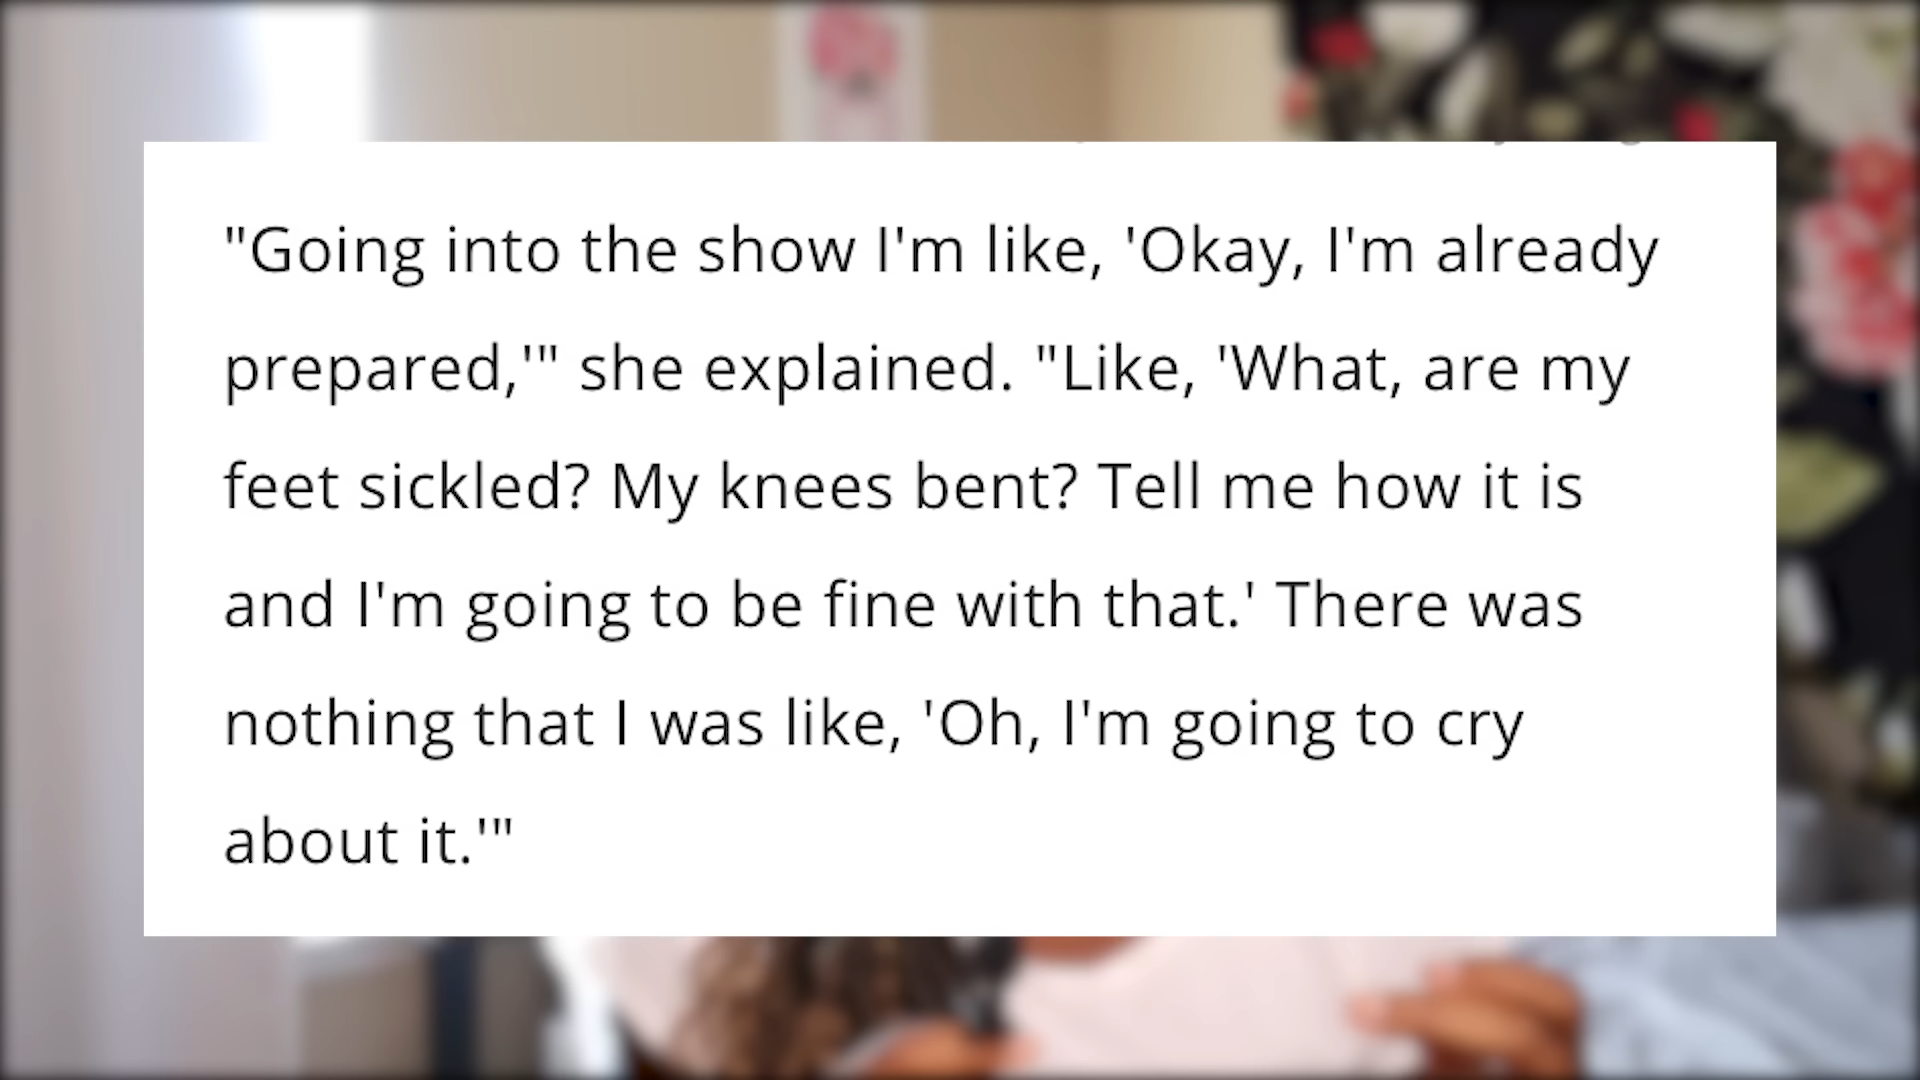 "Going into the show I'm like, 'Okay, I'm already
prepared,'" she explained. "Like, 'What, are my
feet sickled? My knees bent? Tell me how it is
and I'm going to be fine with that.' There was
nothing that I was like, 'Oh, I'm going to cry
about it.'"